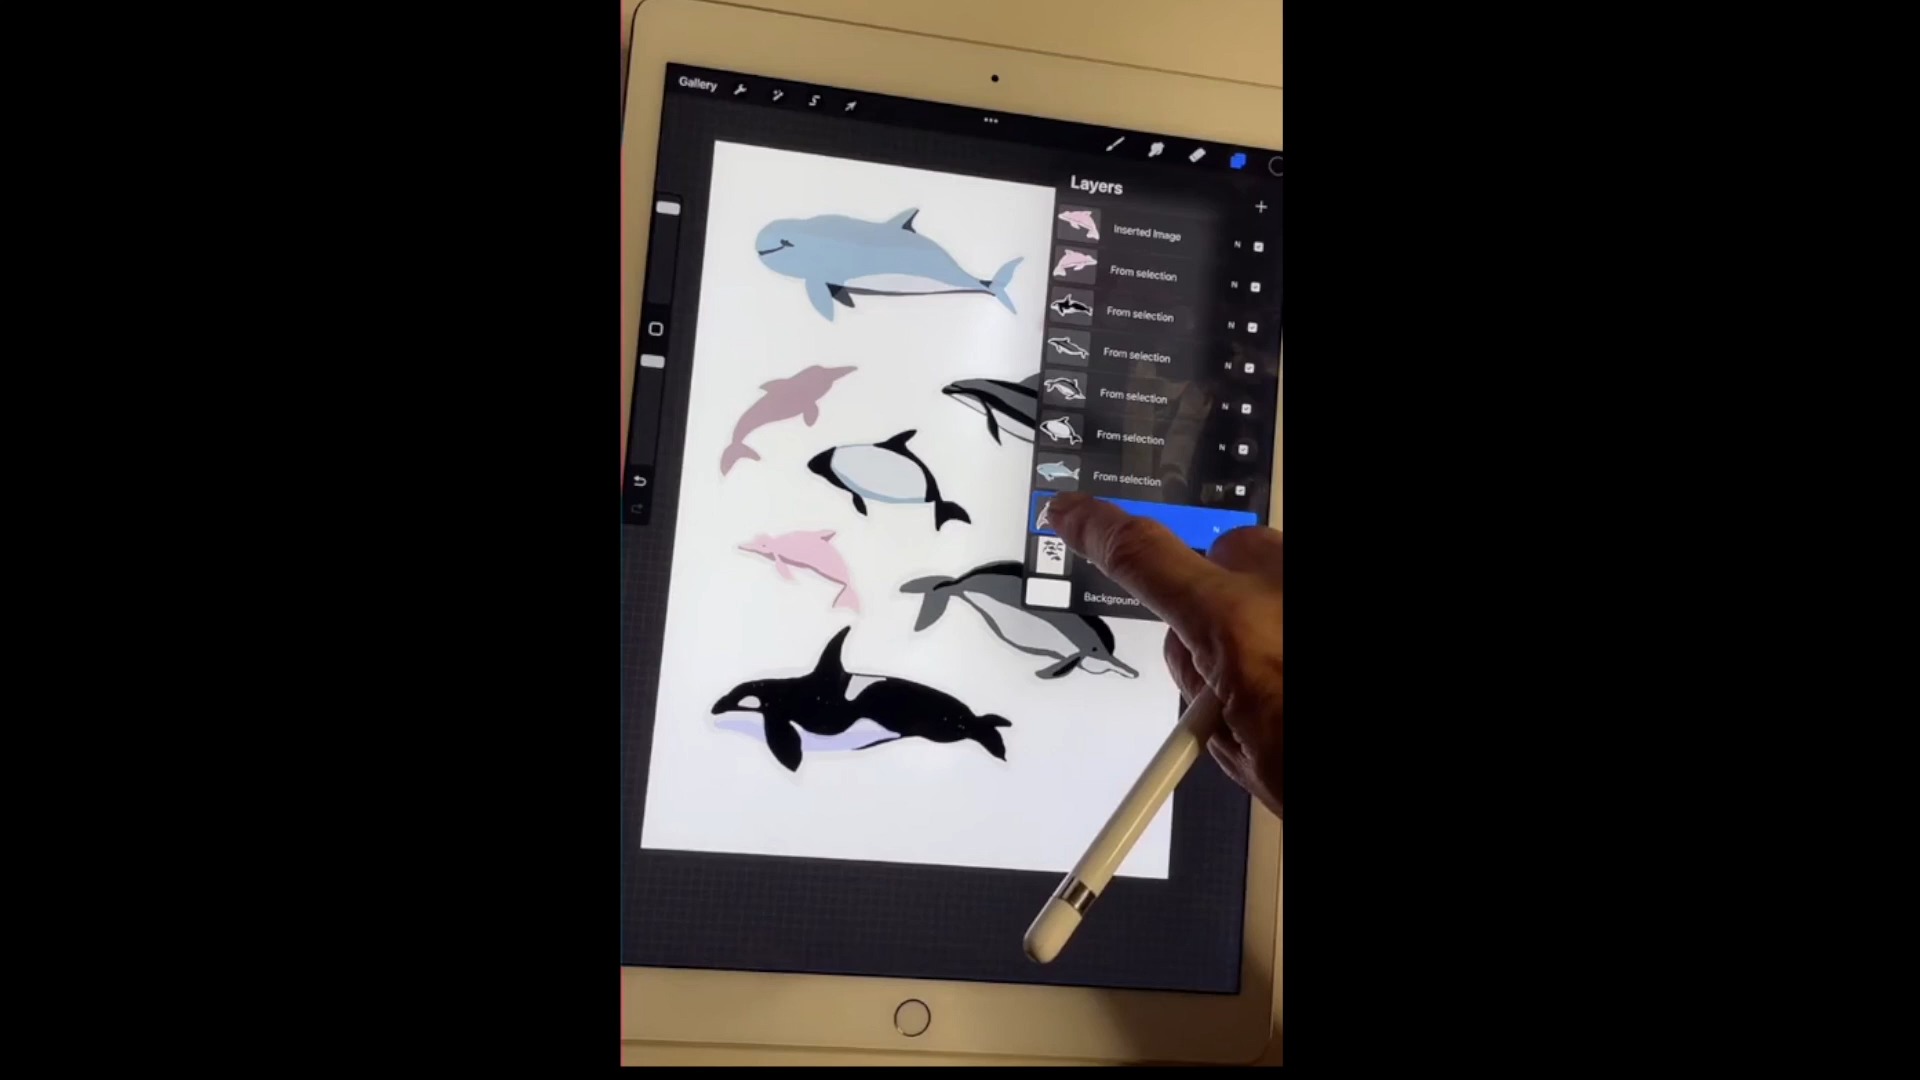 Gallery
Layers
Inserted Image N
From selection N
From selection N
From selection N
From selection N
From selection N
From selection N
N
Background